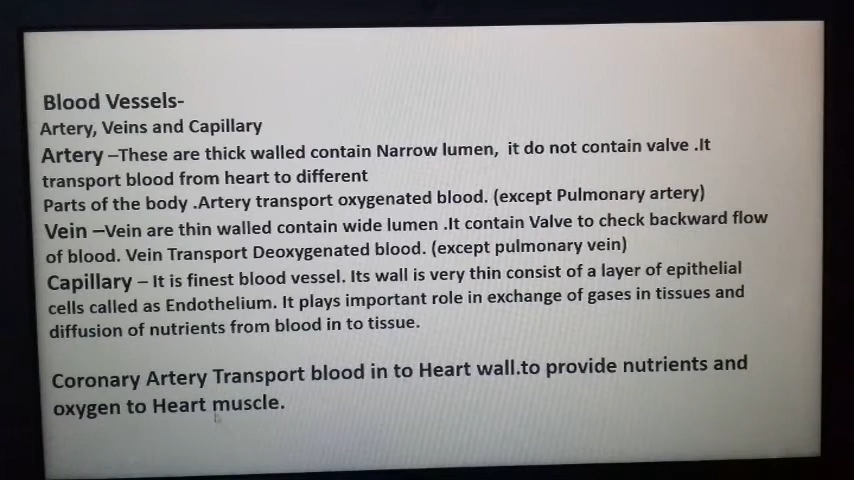 Blood Vessels-
Artery, Veins and Capillary
Artery –These are thick walled contain Narrow lumen, it do not contain valve .It
transport blood from heart to different
Parts of the body .Artery transport oxygenated blood. (except Pulmonary artery)
Vein –Vein are thin walled contain wide lumen .It contain Valve to check backward flow
of blood. Vein Transport Deoxygenated blood. (except pulmonary vein)
Capillary – It is finest blood vessel. Its wall is very thin consist of a layer of epithelial
cells called as Endothelium. It plays important role in exchange of gases in tissues and
diffusion of nutrients from blood in to tissue.
Coronary Artery Transport blood in to Heart wall.to provide nutrients and
oxygen to Heart muscle.